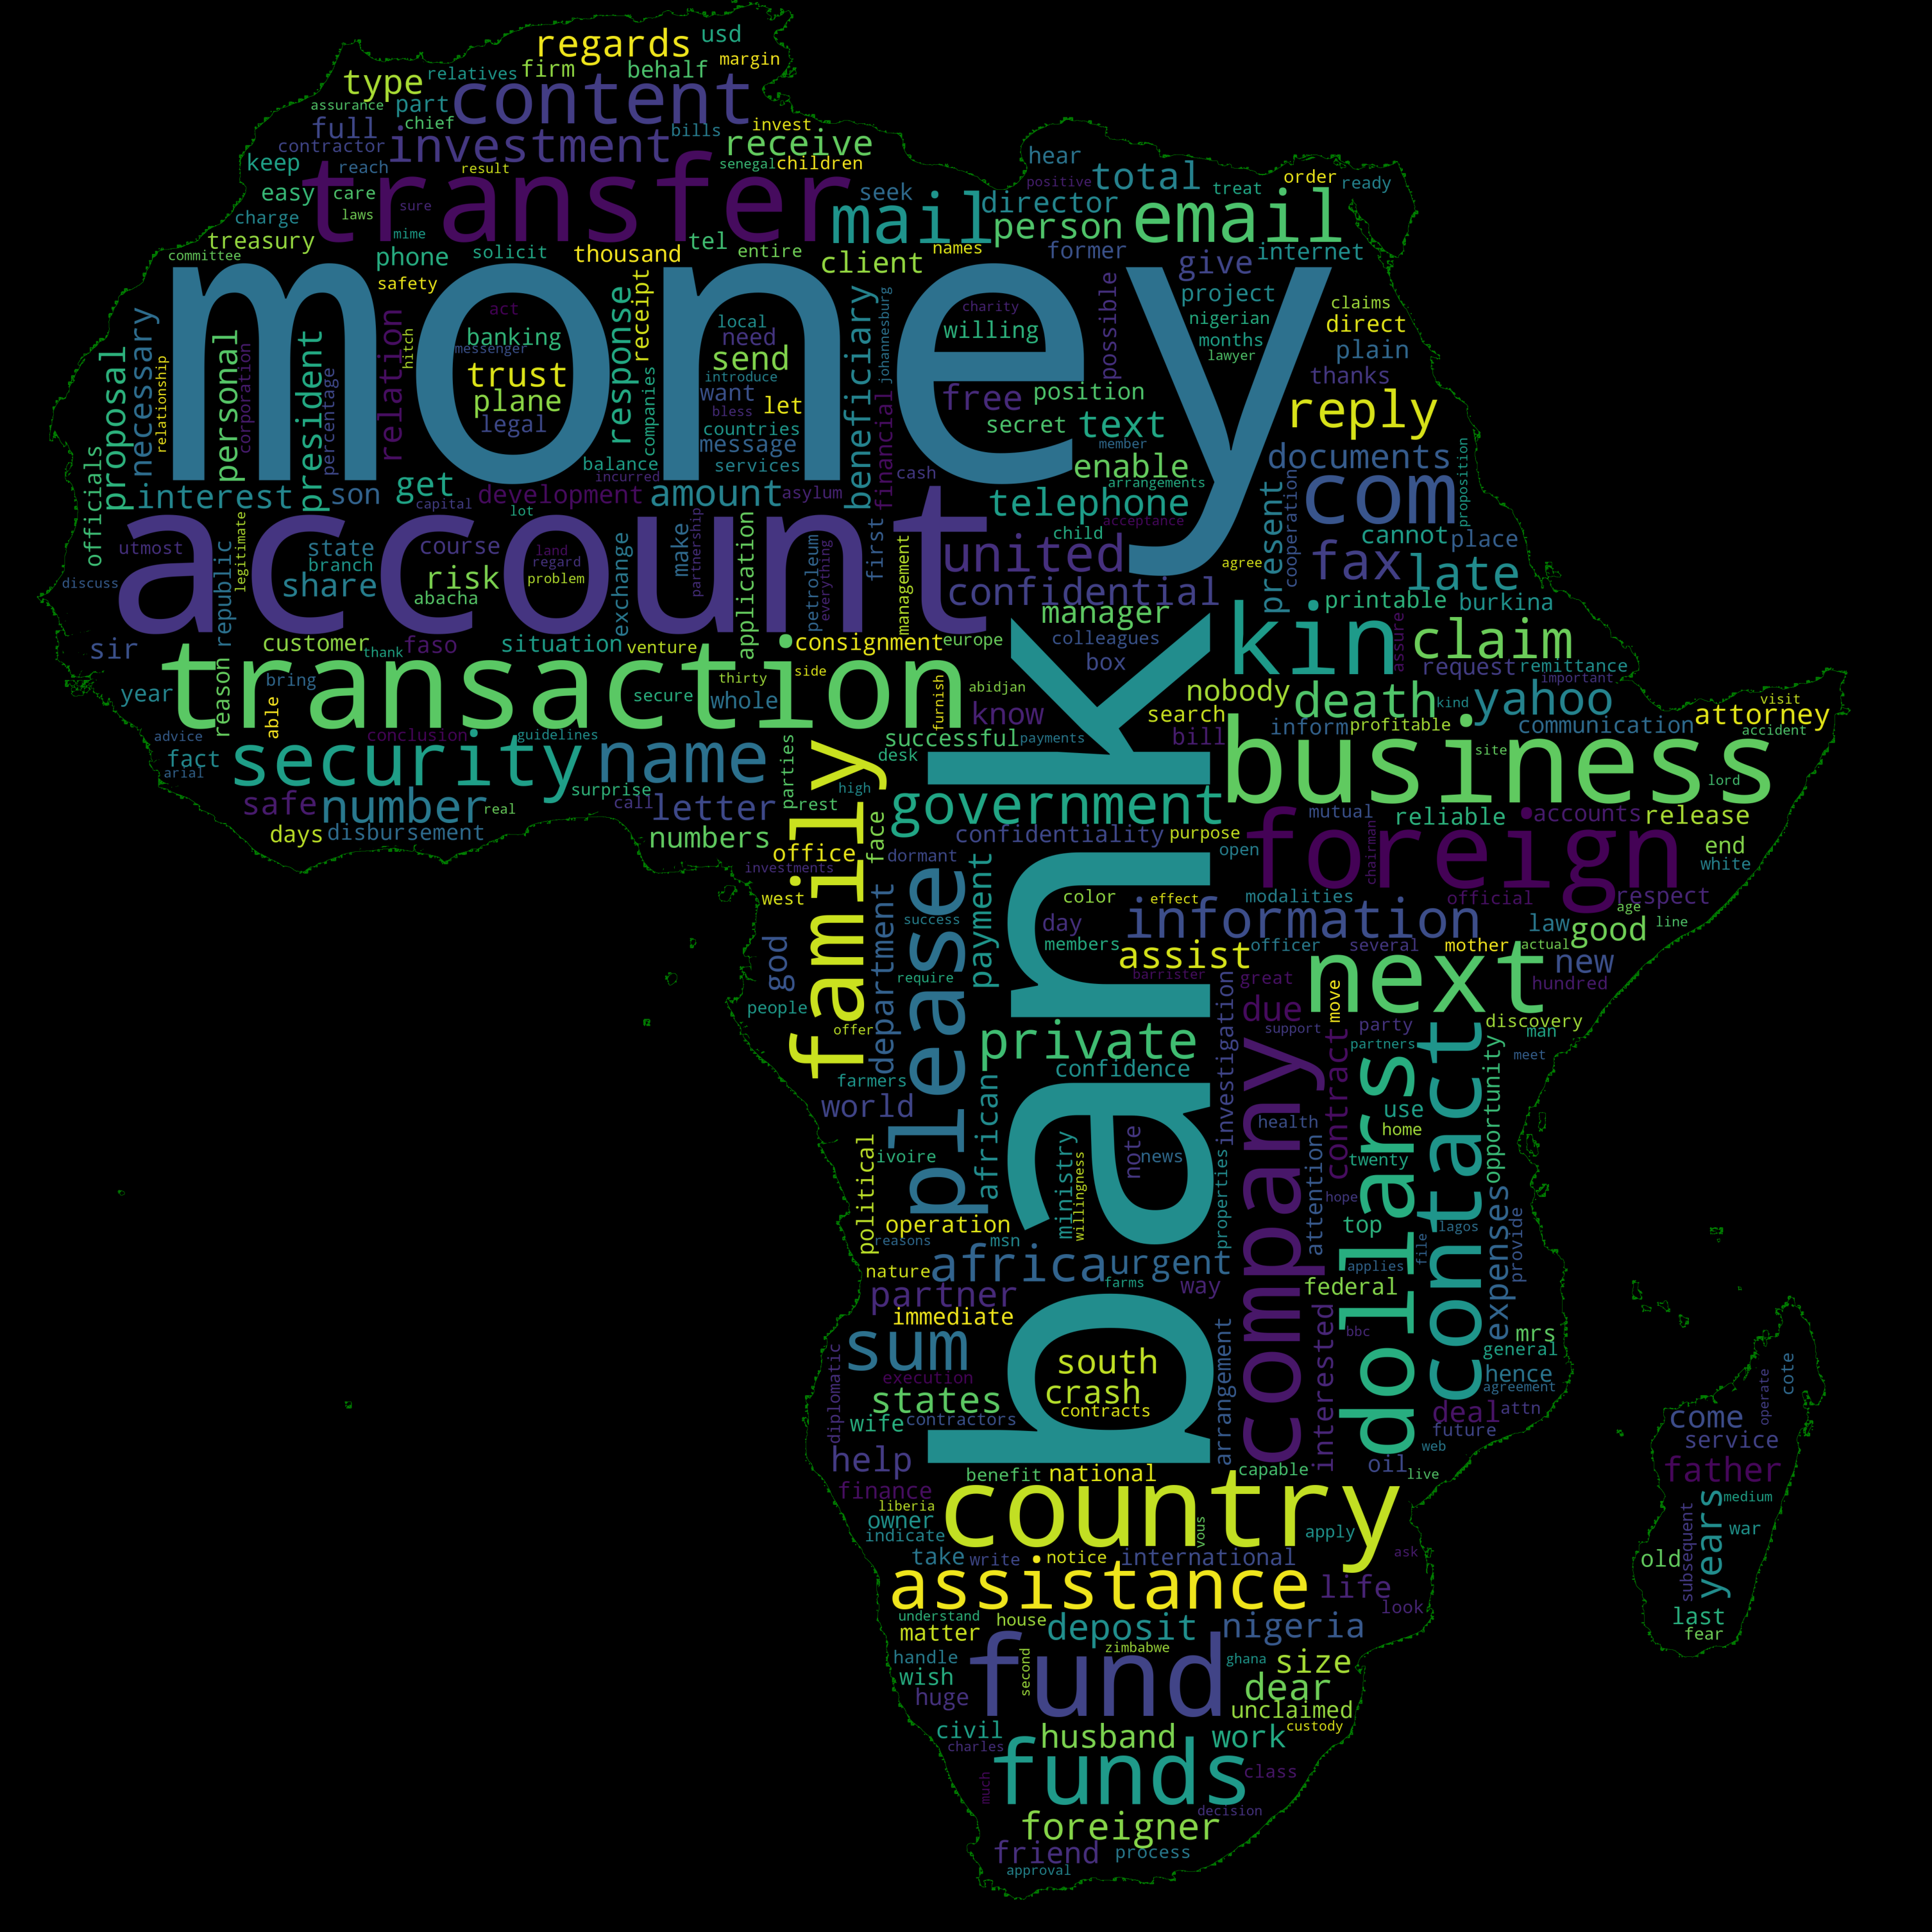 regards
usd
margin
type
relatives
firm
behalf
content
assurance
part
chief
full
contractor
investment
bills
invest
receive
keep
reach
result
senegal
children
transfer
easy
care
laws
sure
charge
mime
treasury
committee
phone
solicit
thousand
tel
entire
safety
mail
seek
director
client
names
hear
positive
total
treat
order
ready
person
email
former
internet
give
money
necessary
proposal
officials
relationship
personal
corporation
president
percentage
relation
hitch
act
banking
messenger
trust
plane
legal
response
companies
receipt
local
need
send
introduce
want
bless
let
countries
message
balance
services
incurred
beneficiary
johannesburg
financial
charity
willing
free
position
secret
text
member
cash
possible
project
nigerian
months
lawyer
claims
direct
plain
thanks
reply
enable
arrangements
documents
proposition
interest
son
get
capital
development
lot
amount
asylum
telephone
com
account
utmost
discuss
republic
legitimate
state
branch
share
course
abacha
risk
land
regard
problem
exchange
make
partnership
application
petroleum
everything
first
management
united
child
acceptance
confidential
manager
agree
present
cooperation
fax
cannot
place
late
printable
burkina
sir
customer
thank
faso
situation
venture
consignment
europe
colleagues
box
kin
assure
claim
request
remittance
important
transaction
year
reason
bring
able
side
thirty
secure
whole
furnish
abidjan
know
bank
nobody
search
bill
death
kind
yahoo
inform
profitable
communication
visit
attorney
accident
advice
conclusion
guidelines
fact
arial
security
name
surprise
parties
successful
desk
payments
business
site
lord
safe
number
real
call
letter
rest
high
days
disbursement
numbers
family
office
face
government
confidentiality
purpose
open
mutual
reliable
accounts
release
foreign
chairman
end
white
investments
west
dormant
please
success
payment
color
effect
modalities
official
respect
age
line
day
information
law
good
god
department
require
members
assist
officer
several
mother
actual
barrister
great
next
new
hundred
people
offer
private
investigation
due
support
move
party
discovery
man
partners
meet
farmers
african
confidence
company
contract
dollars
contact
opportunity
world
health
use
home
political
ivoire
ministry
willingness
note
news
properties
attention
twenty
hope
top
lagos
file
expenses
provide
operation
reasons
msn
nature
africa
urgent
farms
way
applies
federal
partner
immediate
sum
arrangement
interested
bbc
mrs
general
hence
agreement
diplomatic
execution
south
crash
contracts
states
wife
contractors
deal
attn
future
web
help
benefit
national
capable
oil
live
finance
liberia
country
vous
owner
indicate
apply
take
write
notice
international
ask
assistance
life
look
understand
house
matter
deposit
nigeria
handle
zimbabwe
ghana
size
wish
second
fund
dear
huge
unclaimed
custody
civil
charles
husband
work
funds
class
much
decision
foreigner
friend
process
approval
cote
operate
come
service
father
medium
years
war
subsequent
old
last
fear